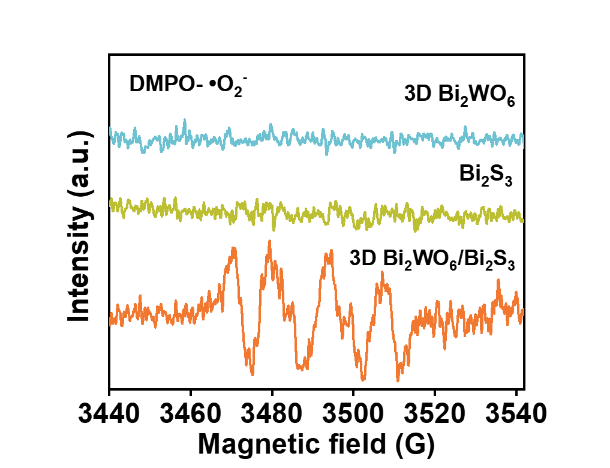 DMPO- •O₂⁻
3D Bi₂WO₆
Bi₂S₃
3D Bi₂WO₆/Bi₂S₃
Intensity (a.u.)
3440 3460 3480 3500 3520 3540
Magnetic field (G)